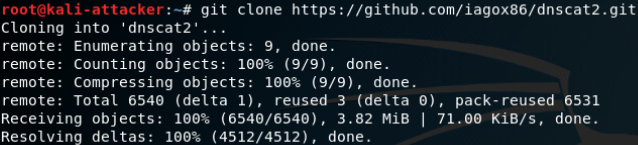 root@kali-attacker:~# git clone https://github.com/iagox86/dnscat2.git
Cloning into 'dnscat2'...
remote: Enumerating objects: 9, done.
remote: Counting objects: 100% (9/9), done.
remote: Compressing objects: 100% (9/9), done.
remote: Total 6540 (delta 1), reused 3 (delta 0), pack-reused 6531
Receiving objects: 100% (6540/6540), 3.82 MiB | 71.00 KiB/s, done.
Resolving deltas: 100% (4512/4512), done.